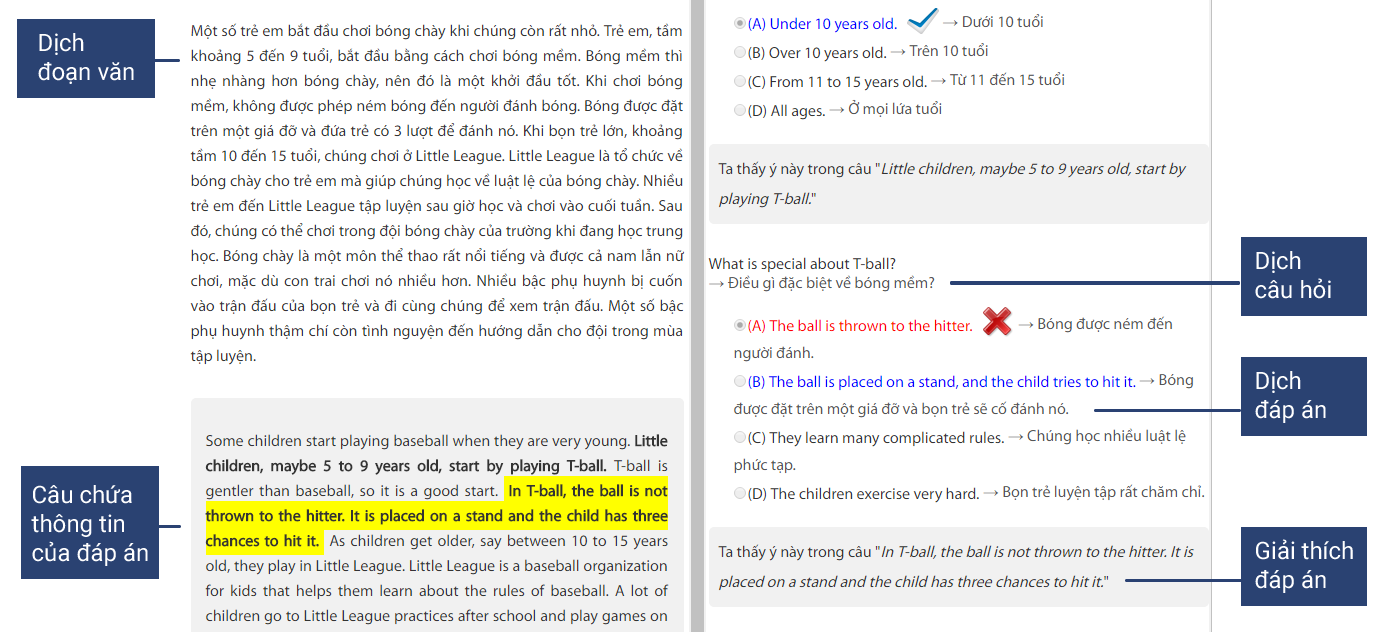 Dịch
đoạn văn
Một số trẻ em bắt đầu chơi bóng chày khi chúng còn rất nhỏ. Trẻ em, tầm
khoảng 5 đến 9 tuổi, bắt đầu bằng cách chơi bóng mềm. Bóng mềm thì
nhẹ nhàng hơn bóng chày, nên đó là một khởi đầu tốt. Khi chơi bóng
mềm, không được phép ném bóng đến người đánh bóng. Bóng được đặt
trên một giá đỡ và đứa trẻ có 3 lượt để đánh nó. Khi bọn trẻ lớn, khoảng
tầm 10 đến 15 tuổi, chúng chơi ở Little League. Little League là tổ chức về
bóng chày cho trẻ em mà giúp chúng học về luật lệ của bóng chày. Nhiều
trẻ em đến Little League tập luyện sau giờ học và chơi vào cuối tuần. Sau
đó, chúng có thể chơi trong đội bóng chày của trường khi đang học trung
học. Bóng chày là một môn thể thao rất nổi tiếng và được cả nam lẫn nữ
chơi, mặc dù con trai chơi nó nhiều hơn. Nhiều bậc phụ huynh bị cuốn
vào trận đấu của bọn trẻ và đi cùng chúng để xem trận đấu. Một số bậc
phụ huynh thậm chí còn tình nguyện đến hướng dẫn cho đội trong mùa
tập luyện.
Câu chứa
thông tin
của đáp án
Some children start playing baseball when they are very young. Little
children, maybe 5 to 9 years old, start by playing T-ball. T-ball is
gentler than baseball, so it is a good start. In T-ball, the ball is not
thrown to the hitter. It is placed on a stand and the child has three
chances to hit it. As children get older, say between 10 to 15 years
old, they play in Little League. Little League is a baseball organization
for kids that helps them learn about the rules of baseball. A lot of
children go to Little League practices after school and play games on
(A) Under 10 years old. → Dưới 10 tuổi
(B) Over 10 years old. → Trên 10 tuổi
(C) From 11 to 15 years old. → Từ 11 đến 15 tuổi
(D) All ages. → Ở mọi lứa tuổi
Ta thấy ý này trong câu "Little children, maybe 5 to 9 years old, start by
playing T-ball."
What is special about T-ball?
→ Điều gì đặc biệt về bóng mềm?
Dịch
câu hỏi
(A) The ball is thrown to the hitter. → Bóng được ném đến
người đánh.
(B) The ball is placed on a stand, and the child tries to hit it. → Bóng
được đặt trên một giá đỡ và bọn trẻ sẽ cố đánh nó.
Dịch
đáp án
(C) They learn many complicated rules. → Chúng học nhiều luật lệ
phức tạp.
(D) The children exercise very hard. → Bọn trẻ luyện tập rất chăm chỉ.
Ta thấy ý này trong câu "In T-ball, the ball is not thrown to the hitter. It is
placed on a stand and the child has three chances to hit it."
Giải thích
đáp án